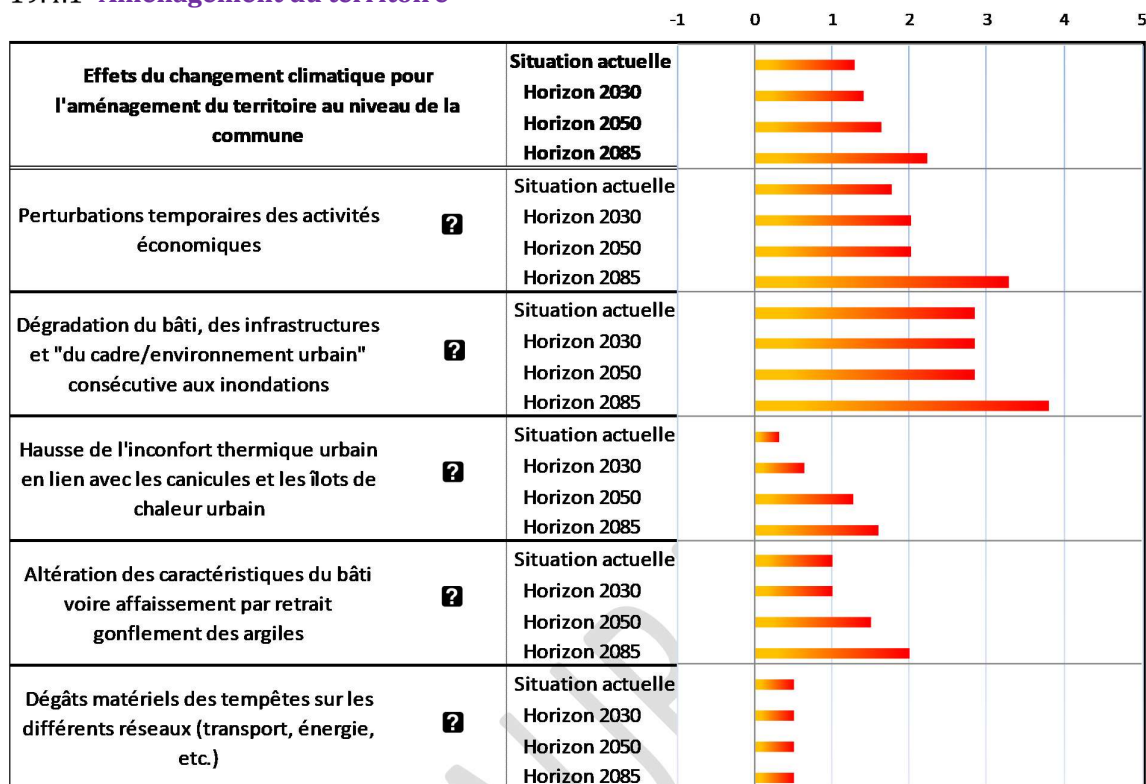 Aménagement du territoire
-1 0 1 2 3 4 5
Effets du changement climatique pour
l'aménagement du territoire au niveau de la
commune
Situation actuelle
Horizon 2030
Horizon 2050
Horizon 2085
Perturbations temporaires des activités
économiques
?
Situation actuelle
Horizon 2030
Horizon 2050
Horizon 2085
Dégradation du bâti, des infrastructures
et "du cadre/environnement urbain"
consécutive aux inondations
?
Situation actuelle
Horizon 2030
Horizon 2050
Horizon 2085
Hausse de l'inconfort thermique urbain
en lien avec les canicules et les îlots de
chaleur urbain
?
Situation actuelle
Horizon 2030
Horizon 2050
Horizon 2085
Altération des caractéristiques du bâti
voire affaissement par retrait
gonflement des argiles
?
Situation actuelle
Horizon 2030
Horizon 2050
Horizon 2085
Dégâts matériels des tempêtes sur les
différents réseaux (transport, énergie,
etc.)
?
Situation actuelle
Horizon 2030
Horizon 2050
Horizon 2085